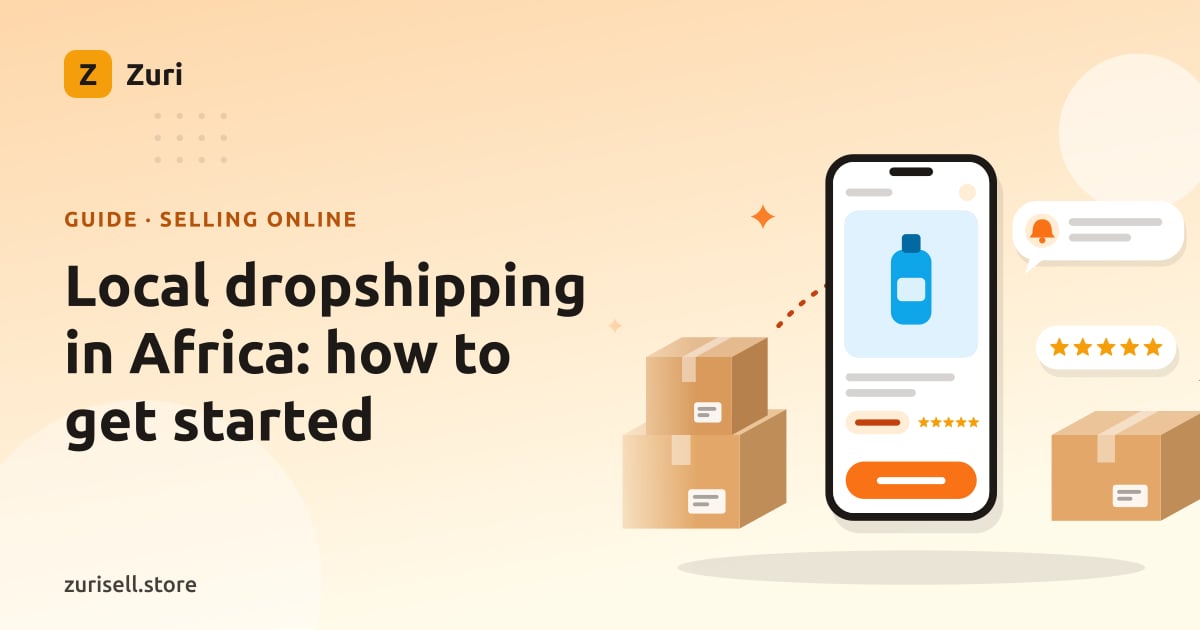 Z
Zuri
GUIDE · SELLING ONLINE
Local dropshipping
in Africa: how to
get started
zurisell.store